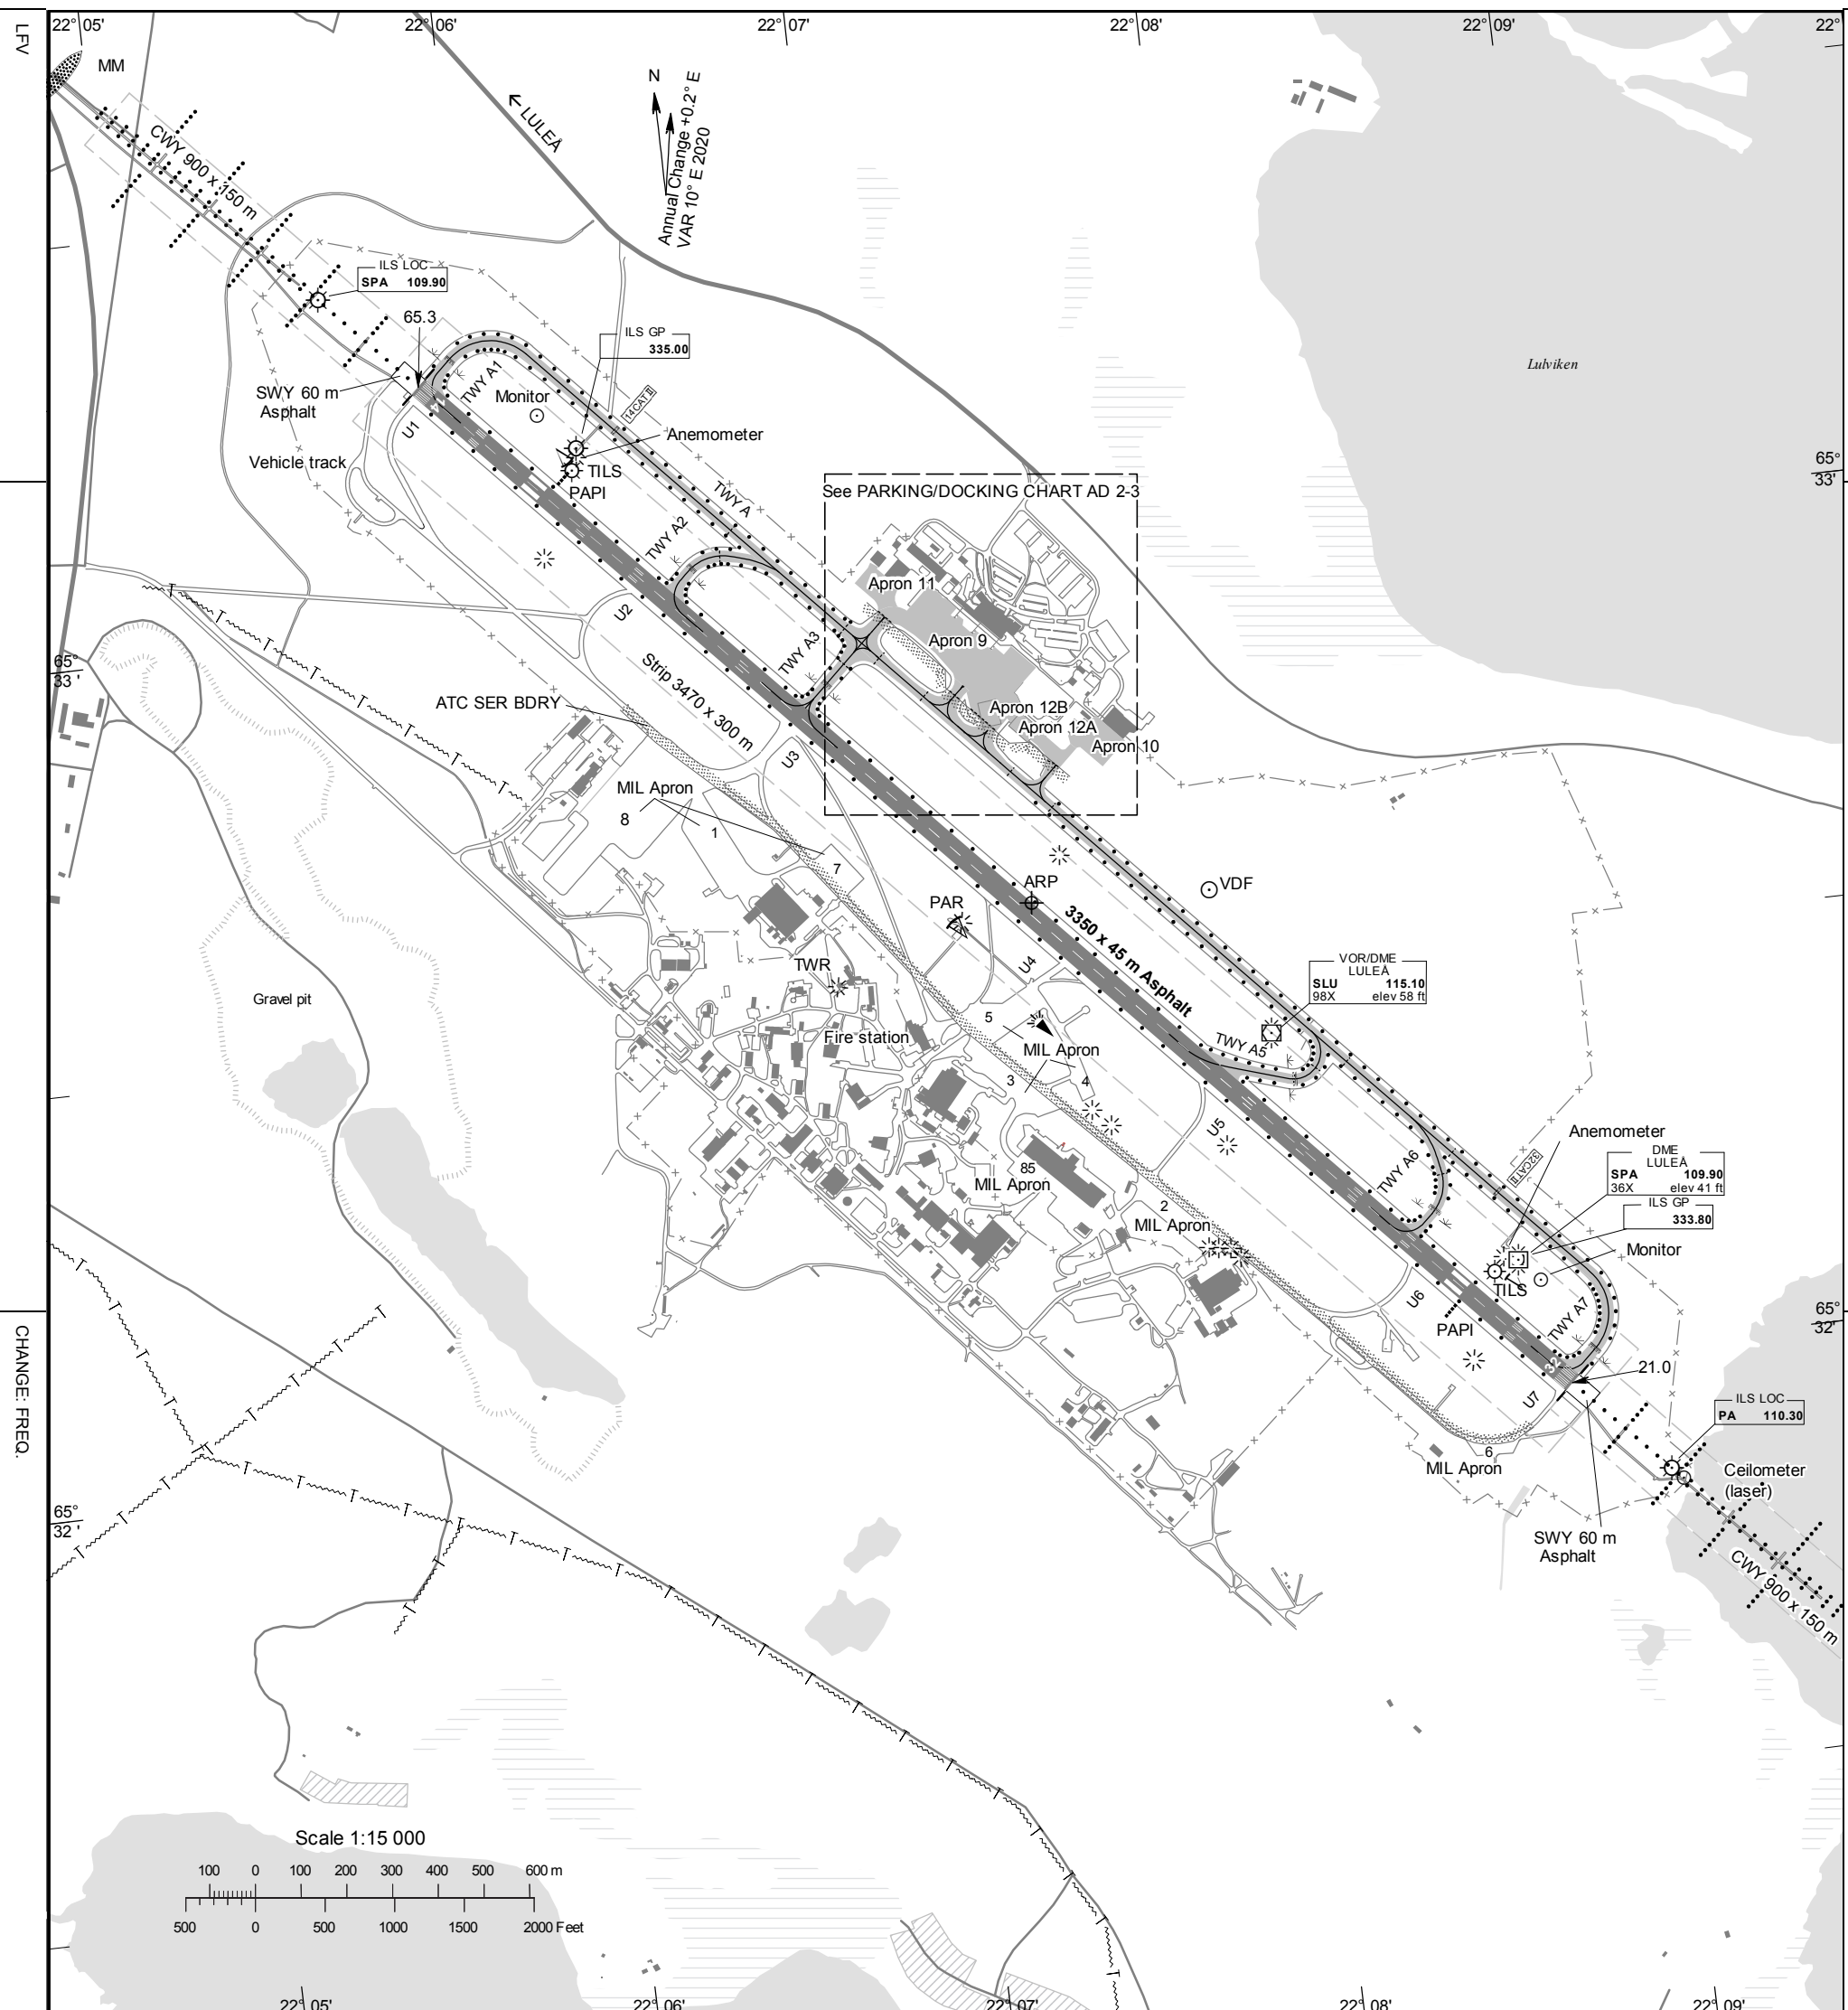 LFV
CHANGE: FREQ.
22° 05'
22° 06'
22° 07'
22° 08'
22° 09'
22°
MM
CWY 900 x 150 m
LULEÅ
N
Annual Change +0.2° E
VAR 10° E 2020
ILS LOC
SPA 109.90
65.3
ILS GP
335.00
SWY 60 m
Asphalt
TWY A1
Monitor
14CAT II
Anemometer
U1
Vehicle track
TILS
PAPI
TWY A
TWY A2
Lulviken
65°
33'
See PARKING/DOCKING CHART AD 2-3
Apron 11
Apron 9
Apron 12B
Apron 12A
Apron 10
U2
TWY A3
65°
33'
Strip 3470 x 300 m
ATC SER BDRY
U3
MIL Apron
8
1
7
ARP
VDF
PAR
3350 x 45 m Asphalt
TWR
U4
Gravel pit
VOR/DME
LULEÅ
SLU 115.10
98X elev 58 ft
5
Fire station
MIL Apron
3
4
TWY A5
U5
Anemometer
DME
LULEÅ
SPA 109.90
36X elev 41 ft
ILS GP
333.80
32CAT II
TWY A6
85
MIL Apron
2
MIL Apron
Monitor
TILS
U6
PAPI
TWY A7
65°
32'
32
21.0
U7
ILS LOC
PA 110.30
6
MIL Apron
Ceilometer
(laser)
65°
32'
SWY 60 m
Asphalt
CWY 900 x 150 m
Scale 1:15 000
100 0 100 200 300 400 500 600 m
500 0 500 1000 1500 2000 Feet
22° 05'
22° 06'
22° 07'
22° 08'
22° 09'